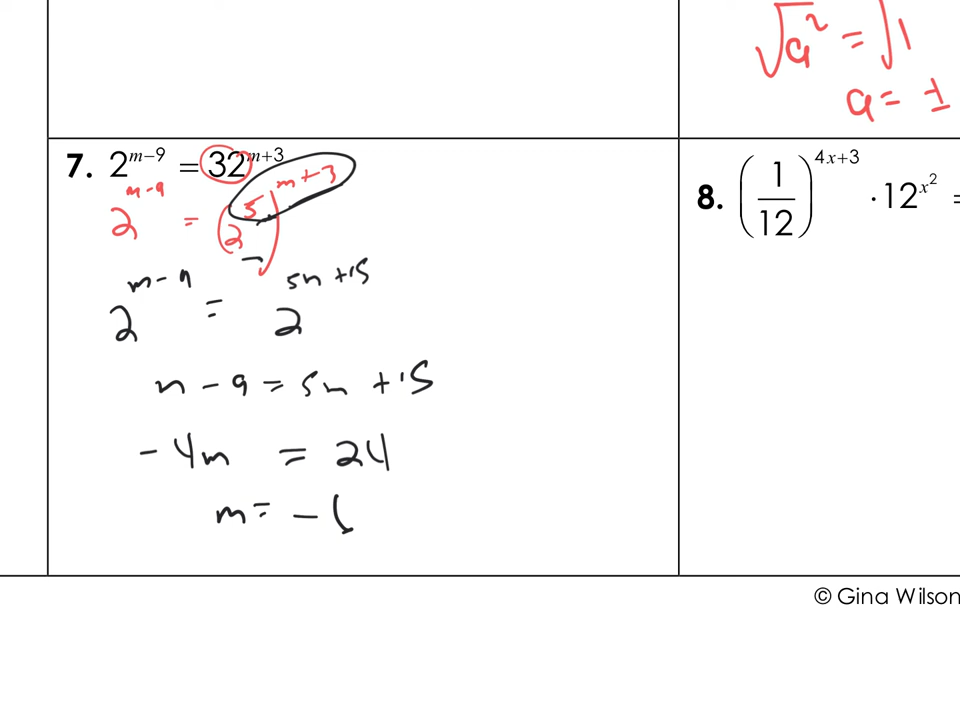 √a² = √1
a = ±1
7. 2^(m−9) = 32^(m+3)
2^(m-9) = (2^5)^(m+3)
2^(m-9) = 2^(5m+15)
m - 9 = 5m + 15
-4m = 24
m = -6
8. (1/12)^(4x+3) · 12^(x²) =
© Gina Wilson